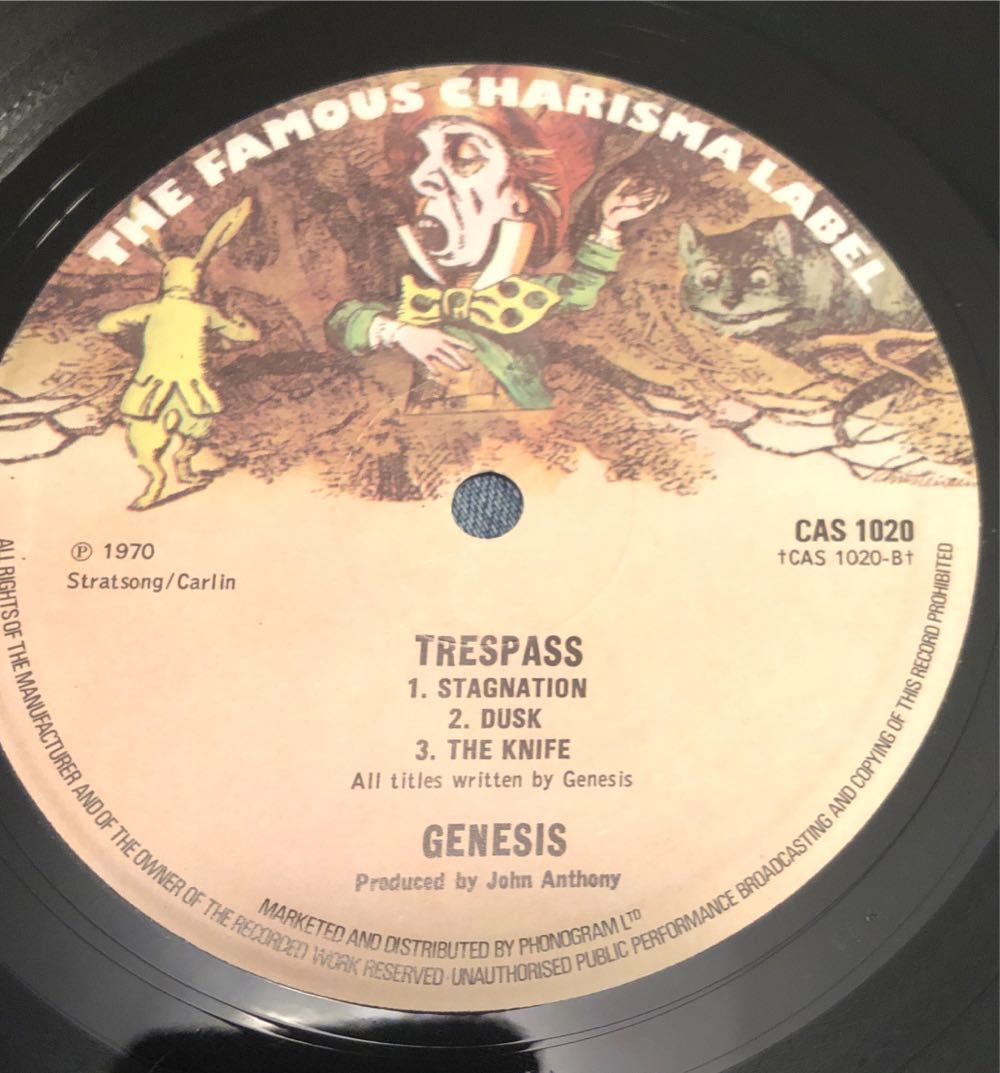 THE FAMOUS CHARISMA LABEL
℗ 1970
Stratsong/Carlin
CAS 1020
†CAS 1020-B†
TRESPASS
1. STAGNATION
2. DUSK
3. THE KNIFE
All titles written by Genesis
GENESIS
Produced by John Anthony
MARKETED AND DISTRIBUTED BY PHONOGRAM LTD
ALL RIGHTS OF THE MANUFACTURER AND OF THE OWNER OF THE RECORDED WORK RESERVED · UNAUTHORISED PUBLIC PERFORMANCE BROADCASTING AND COPYING OF THIS RECORD PROHIBITED